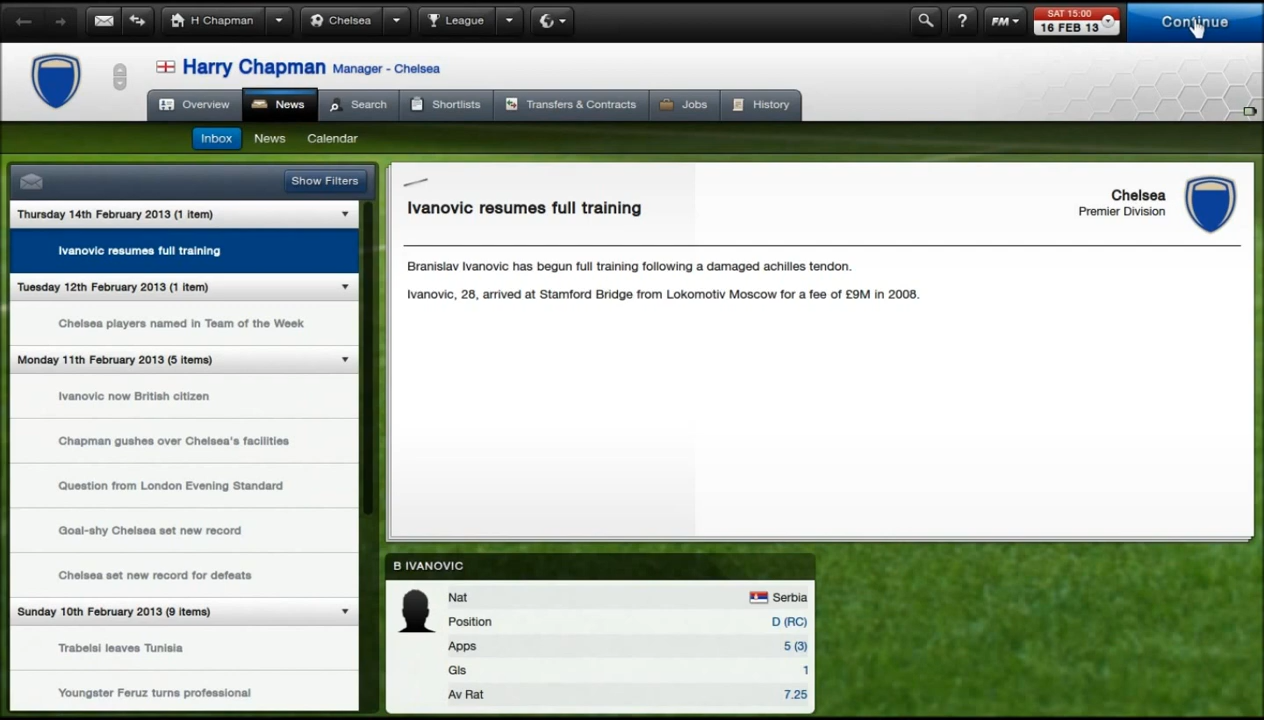 H Chapman
Chelsea
League
?
FM
SAT 15:00
16 FEB 13
Continue
Harry Chapman Manager - Chelsea
Overview
News
Search
Shortlists
Transfers & Contracts
Jobs
History
Inbox
News
Calendar
Show Filters
Thursday 14th February 2013 (1 item)
Ivanovic resumes full training
Tuesday 12th February 2013 (1 item)
Chelsea players named in Team of the Week
Monday 11th February 2013 (5 items)
Ivanovic now British citizen
Chapman gushes over Chelsea's facilities
Question from London Evening Standard
Goal-shy Chelsea set new record
Chelsea set new record for defeats
Sunday 10th February 2013 (9 items)
Trabelsi leaves Tunisia
Youngster Feruz turns professional
Ivanovic resumes full training
Chelsea
Premier Division
Branislav Ivanovic has begun full training following a damaged achilles tendon.
Ivanovic, 28, arrived at Stamford Bridge from Lokomotiv Moscow for a fee of £9M in 2008.
B IVANOVIC
Nat Serbia
Position D (RC)
Apps 5 (3)
Gls 1
Av Rat 7.25